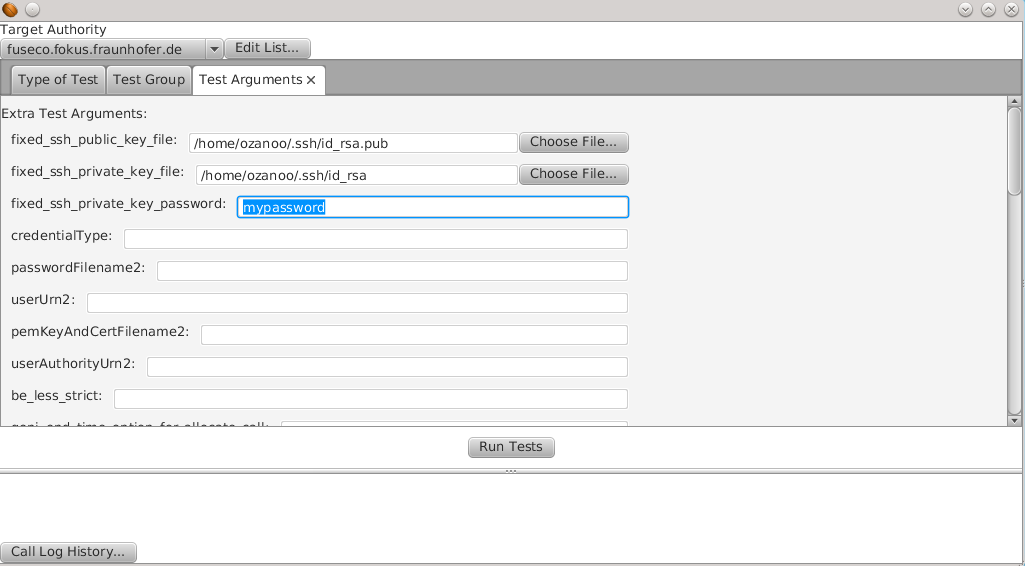 Target Authority
fuseco.fokus.fraunhofer.de Edit List...
Type of Test Test Group Test Arguments
Extra Test Arguments:
fixed_ssh_public_key_file: /home/ozanoo/.ssh/id_rsa.pub Choose File...
fixed_ssh_private_key_file: /home/ozanoo/.ssh/id_rsa Choose File...
fixed_ssh_private_key_password: mypassword
credentialType:
passwordFilename2:
userUrn2:
pemKeyAndCertFilename2:
userAuthorityUrn2:
be_less_strict:
geni_end_time_option_for_allocate_call:
Run Tests
Call Log History...